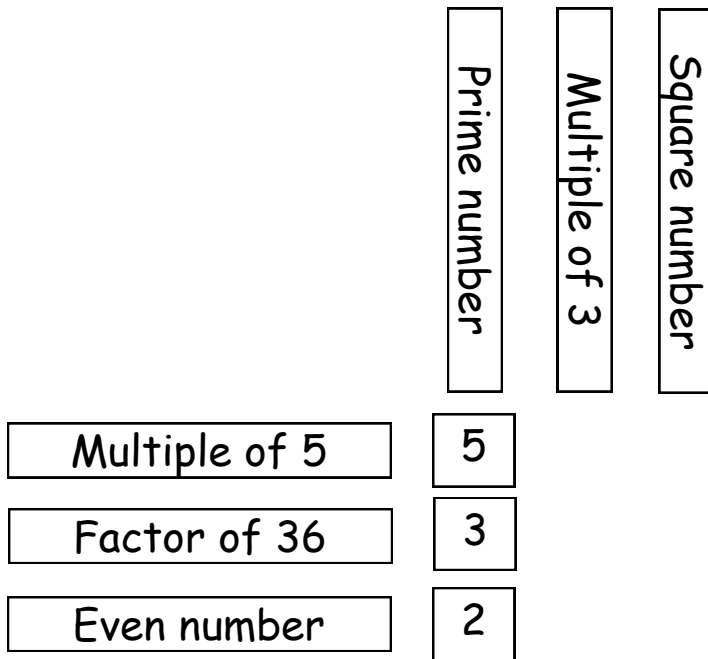 Prime number
Multiple of 3
Square number
Multiple of 5
5
Factor of 36
3
Even number
2